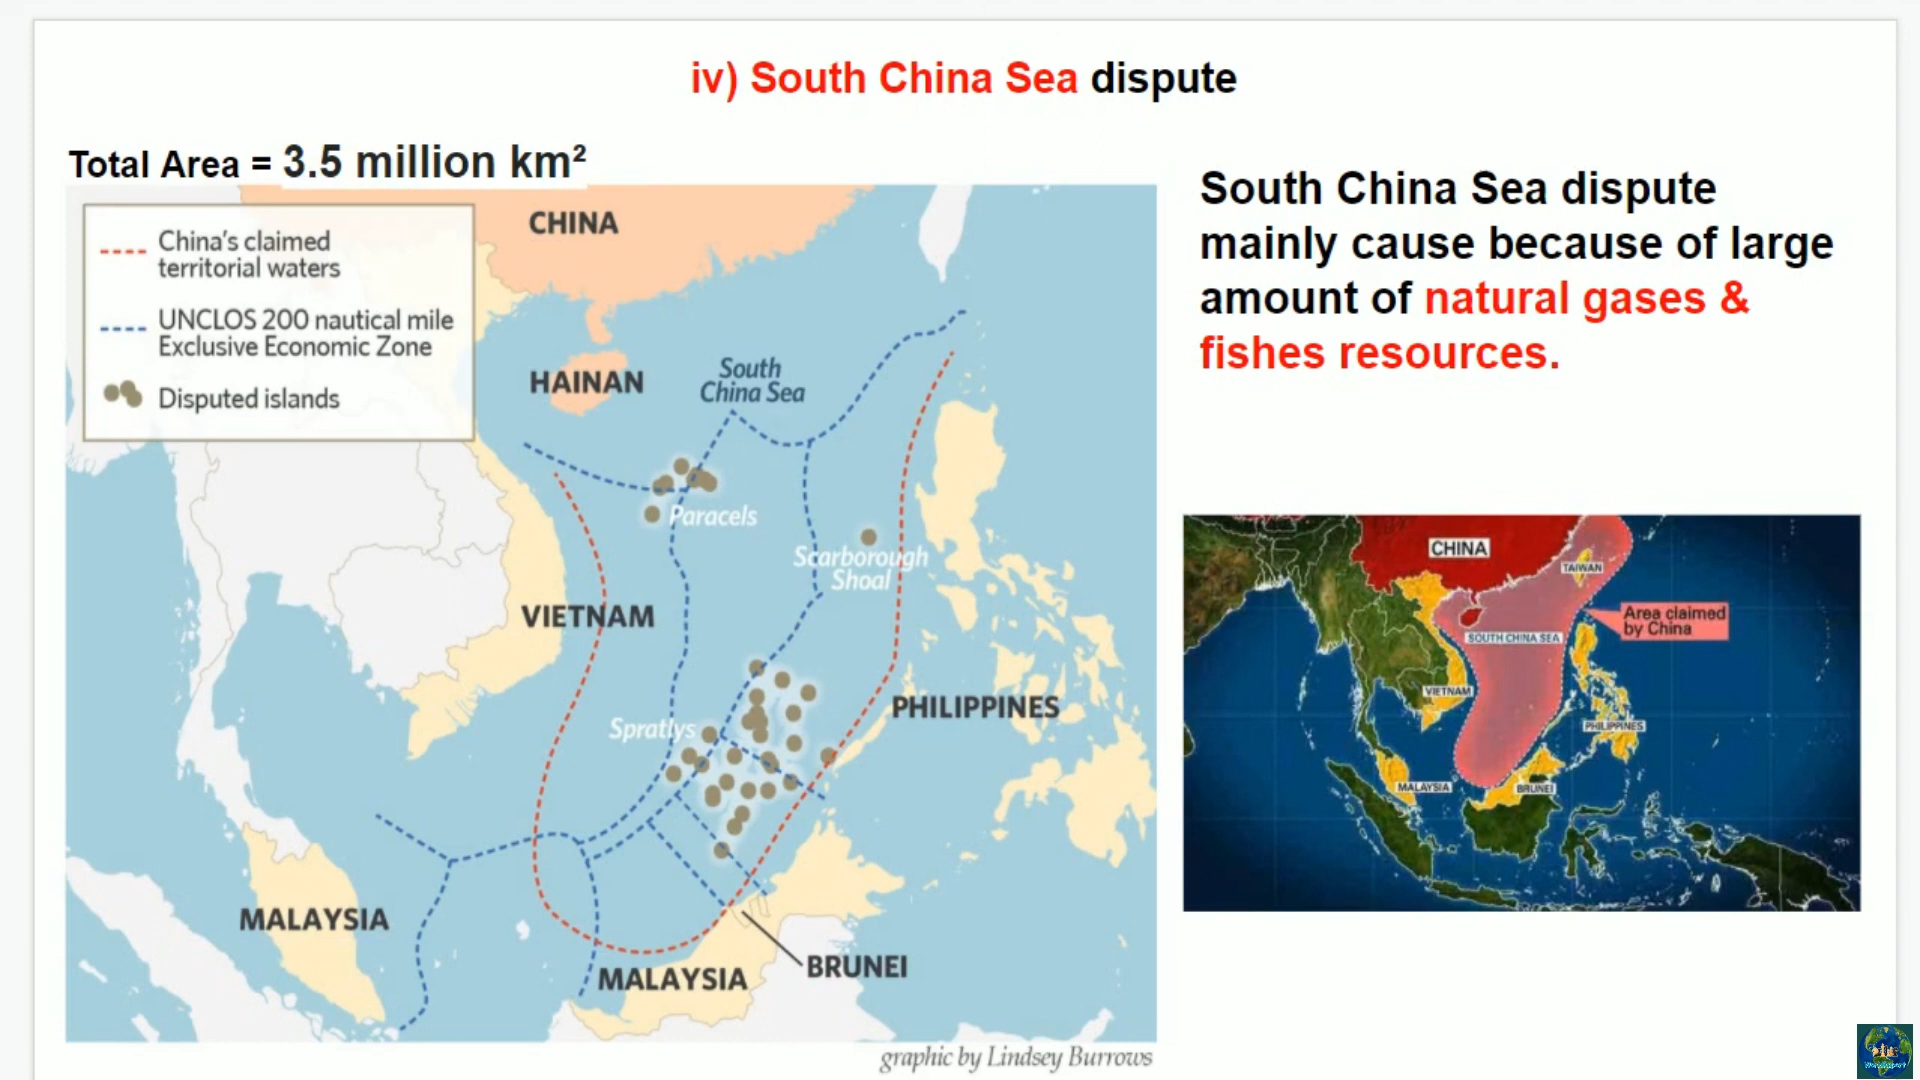 iv) South China Sea dispute
Total Area = 3.5 million km²
South China Sea dispute
mainly cause because of large
amount of natural gases &
fishes resources.
China's claimed
territorial waters
UNCLOS 200 nautical mile
Exclusive Economic Zone
Disputed islands
CHINA
HAINAN
South
China Sea
Paracels
Scarborough
Shoal
VIETNAM
Spratlys
PHILIPPINES
MALAYSIA
MALAYSIA
BRUNEI
graphic by Lindsey Burrows
CHINA
TAIWAN
Area claimed
by China
SOUTH CHINA SEA
VIETNAM
PHILIPPINES
MALAYSIA
BRUNEI